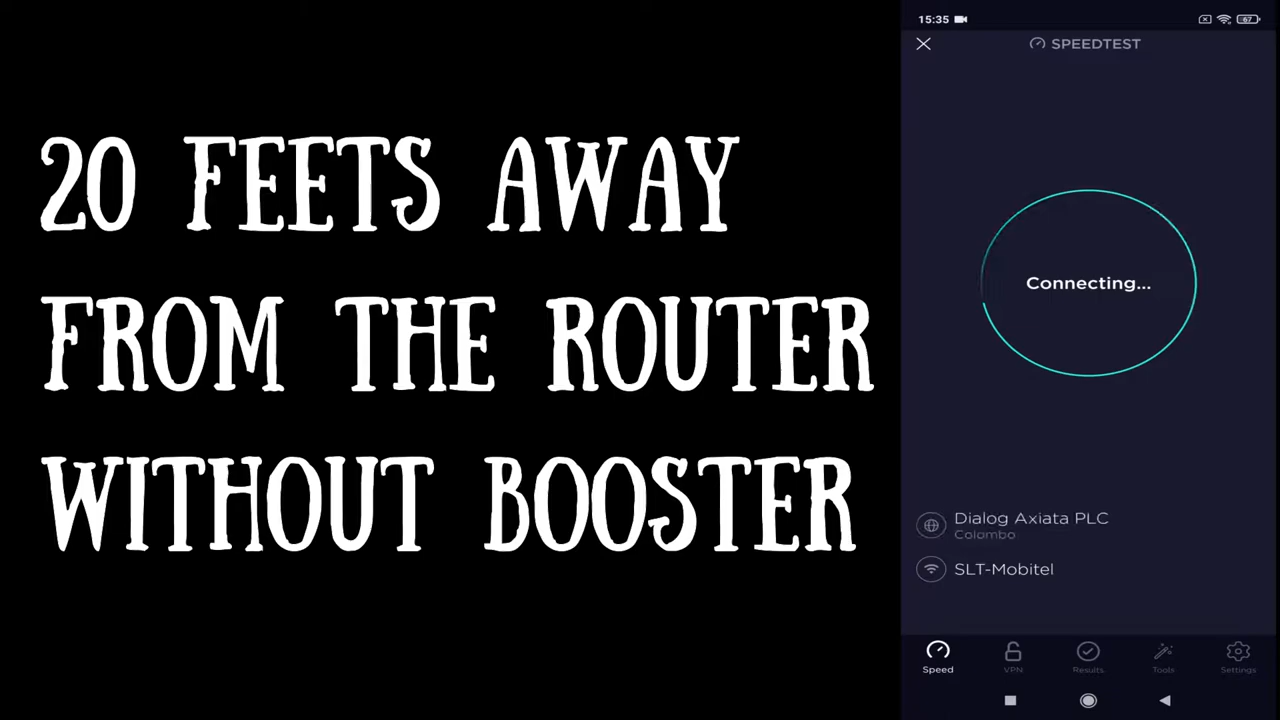 20 FEETS AWAY
FROM THE ROUTER
WITHOUT BOOSTER
15:35
67
SPEEDTEST
Connecting...
Dialog Axiata PLC
Colombo
SLT-Mobitel
Speed VPN Results Tools Settings